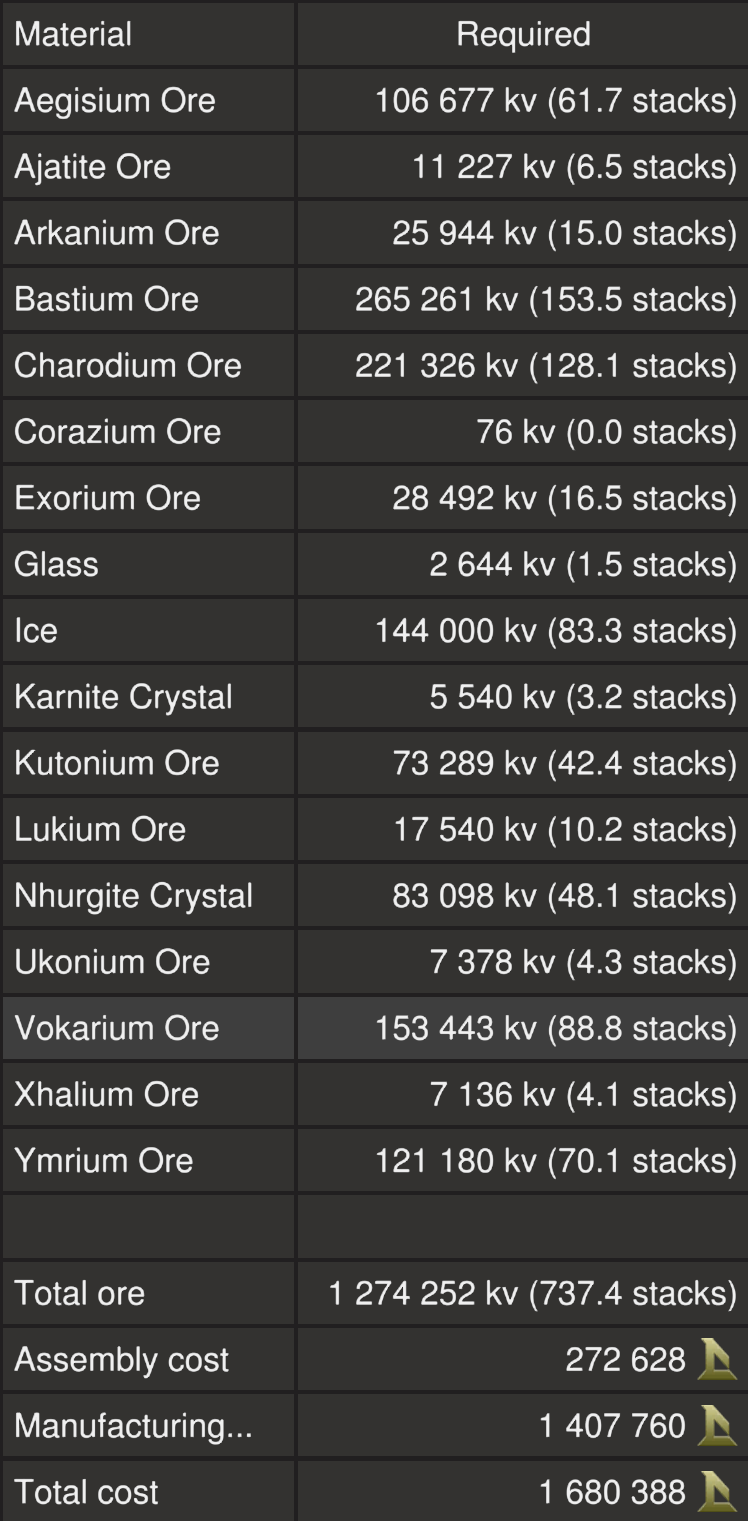 Material Required
Aegisium Ore 106 677 kv (61.7 stacks)
Ajatite Ore 11 227 kv (6.5 stacks)
Arkanium Ore 25 944 kv (15.0 stacks)
Bastium Ore 265 261 kv (153.5 stacks)
Charodium Ore 221 326 kv (128.1 stacks)
Corazium Ore 76 kv (0.0 stacks)
Exorium Ore 28 492 kv (16.5 stacks)
Glass 2 644 kv (1.5 stacks)
Ice 144 000 kv (83.3 stacks)
Karnite Crystal 5 540 kv (3.2 stacks)
Kutonium Ore 73 289 kv (42.4 stacks)
Lukium Ore 17 540 kv (10.2 stacks)
Nhurgite Crystal 83 098 kv (48.1 stacks)
Ukonium Ore 7 378 kv (4.3 stacks)
Vokarium Ore 153 443 kv (88.8 stacks)
Xhalium Ore 7 136 kv (4.1 stacks)
Ymrium Ore 121 180 kv (70.1 stacks)
Total ore 1 274 252 kv (737.4 stacks)
Assembly cost 272 628
Manufacturing... 1 407 760
Total cost 1 680 388